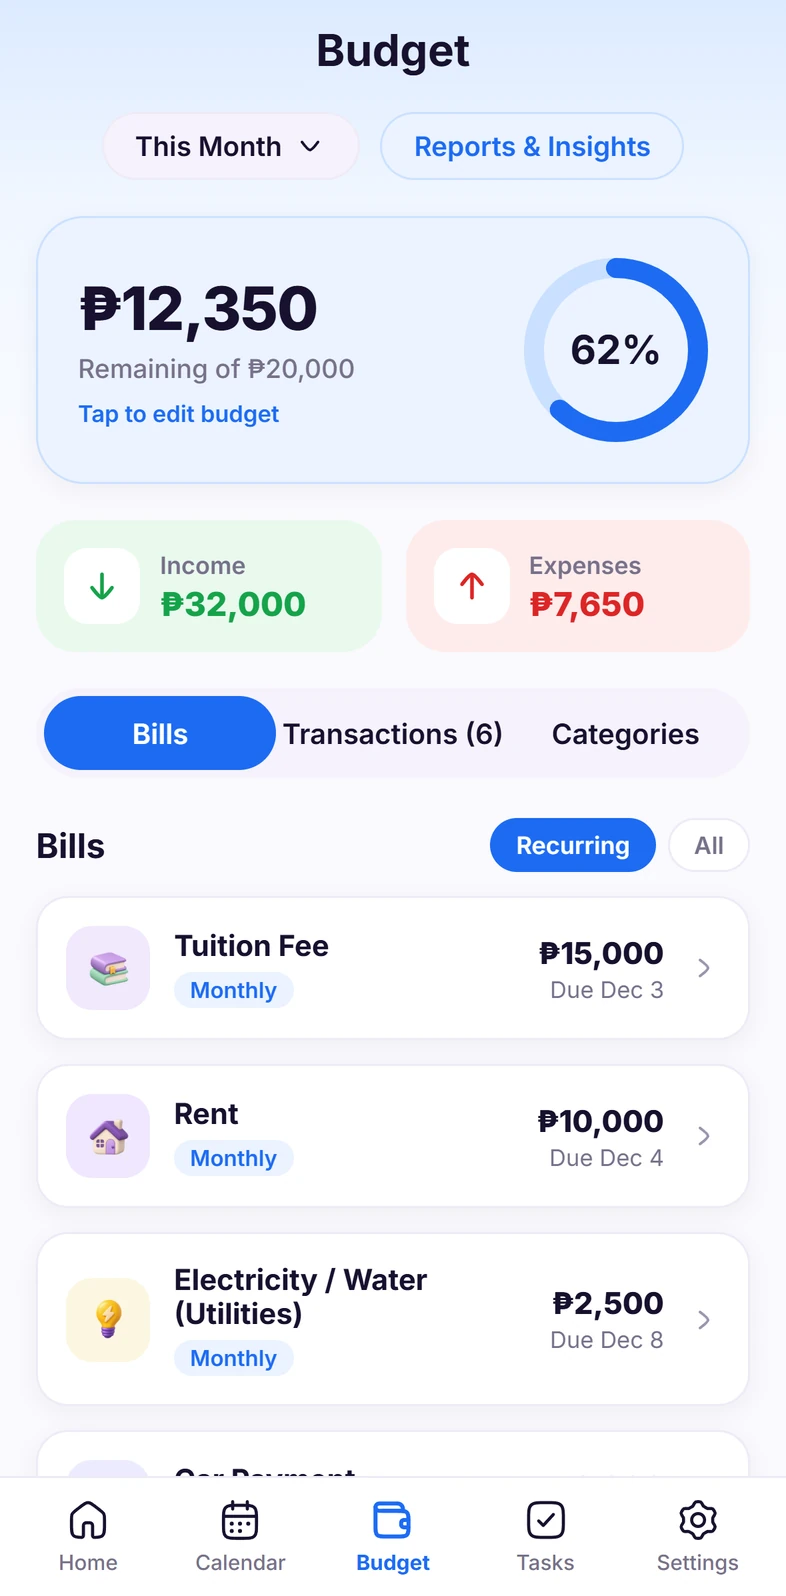 Budget
This Month
Reports & Insights
₱12,350
Remaining of ₱20,000
Tap to edit budget
62%
Income
₱32,000
Expenses
₱7,650
Bills
Transactions (6)
Categories
Bills
Recurring
All
Tuition Fee
Monthly
₱15,000
Due Dec 3
Rent
Monthly
₱10,000
Due Dec 4
Electricity / Water
(Utilities)
Monthly
₱2,500
Due Dec 8
Car Payment
Home
Calendar
Budget
Tasks
Settings